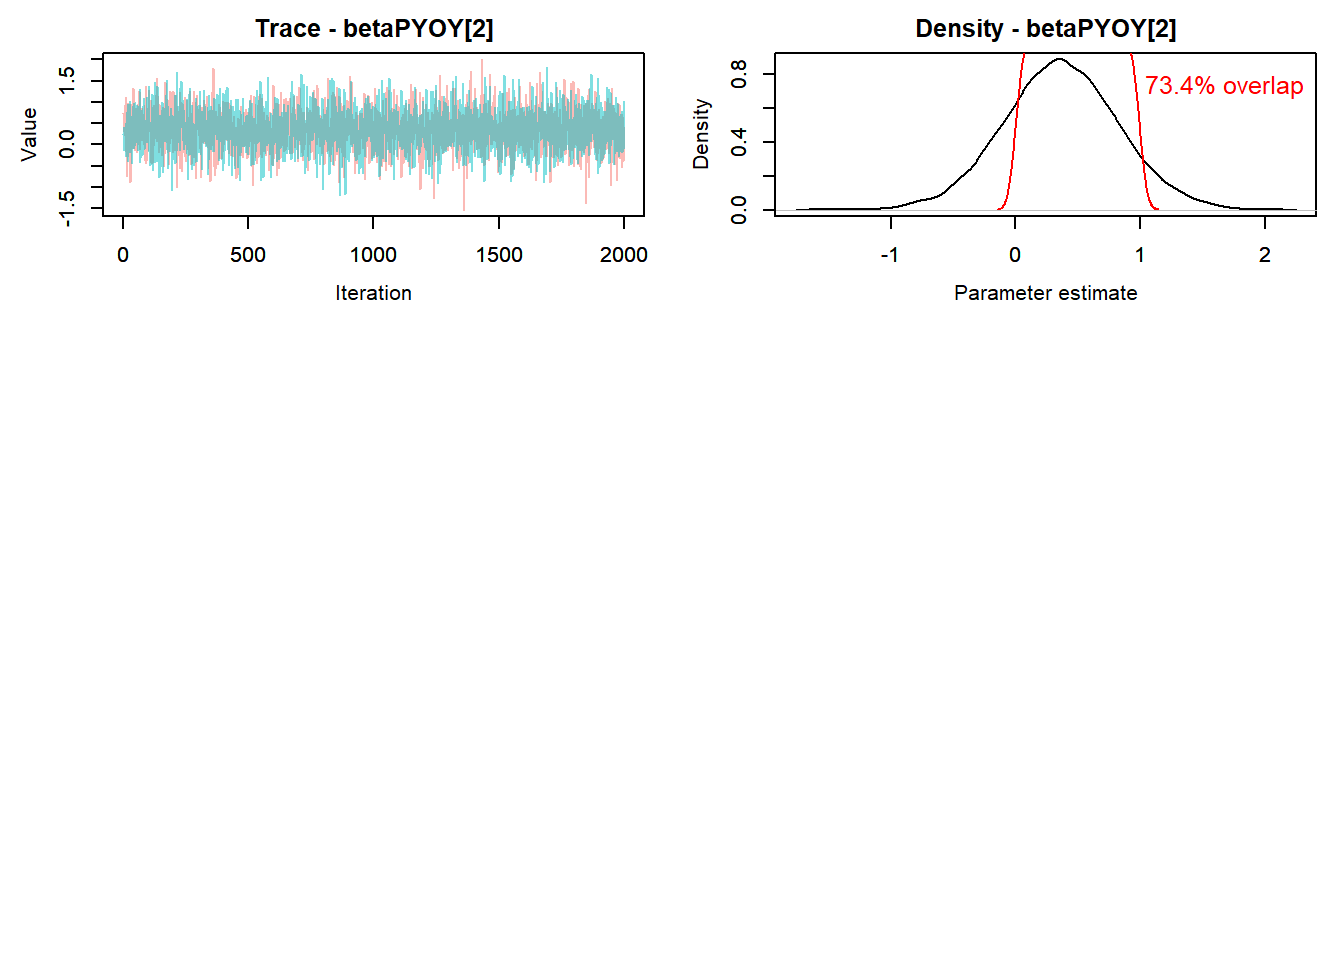 Trace - betaPYOY[2]
Value
-1.5
0.0
1.5
0
500
1000
1500
2000
Iteration
Density - betaPYOY[2]
Density
0.0
0.4
0.8
73.4% overlap
-1
0
1
2
Parameter estimate